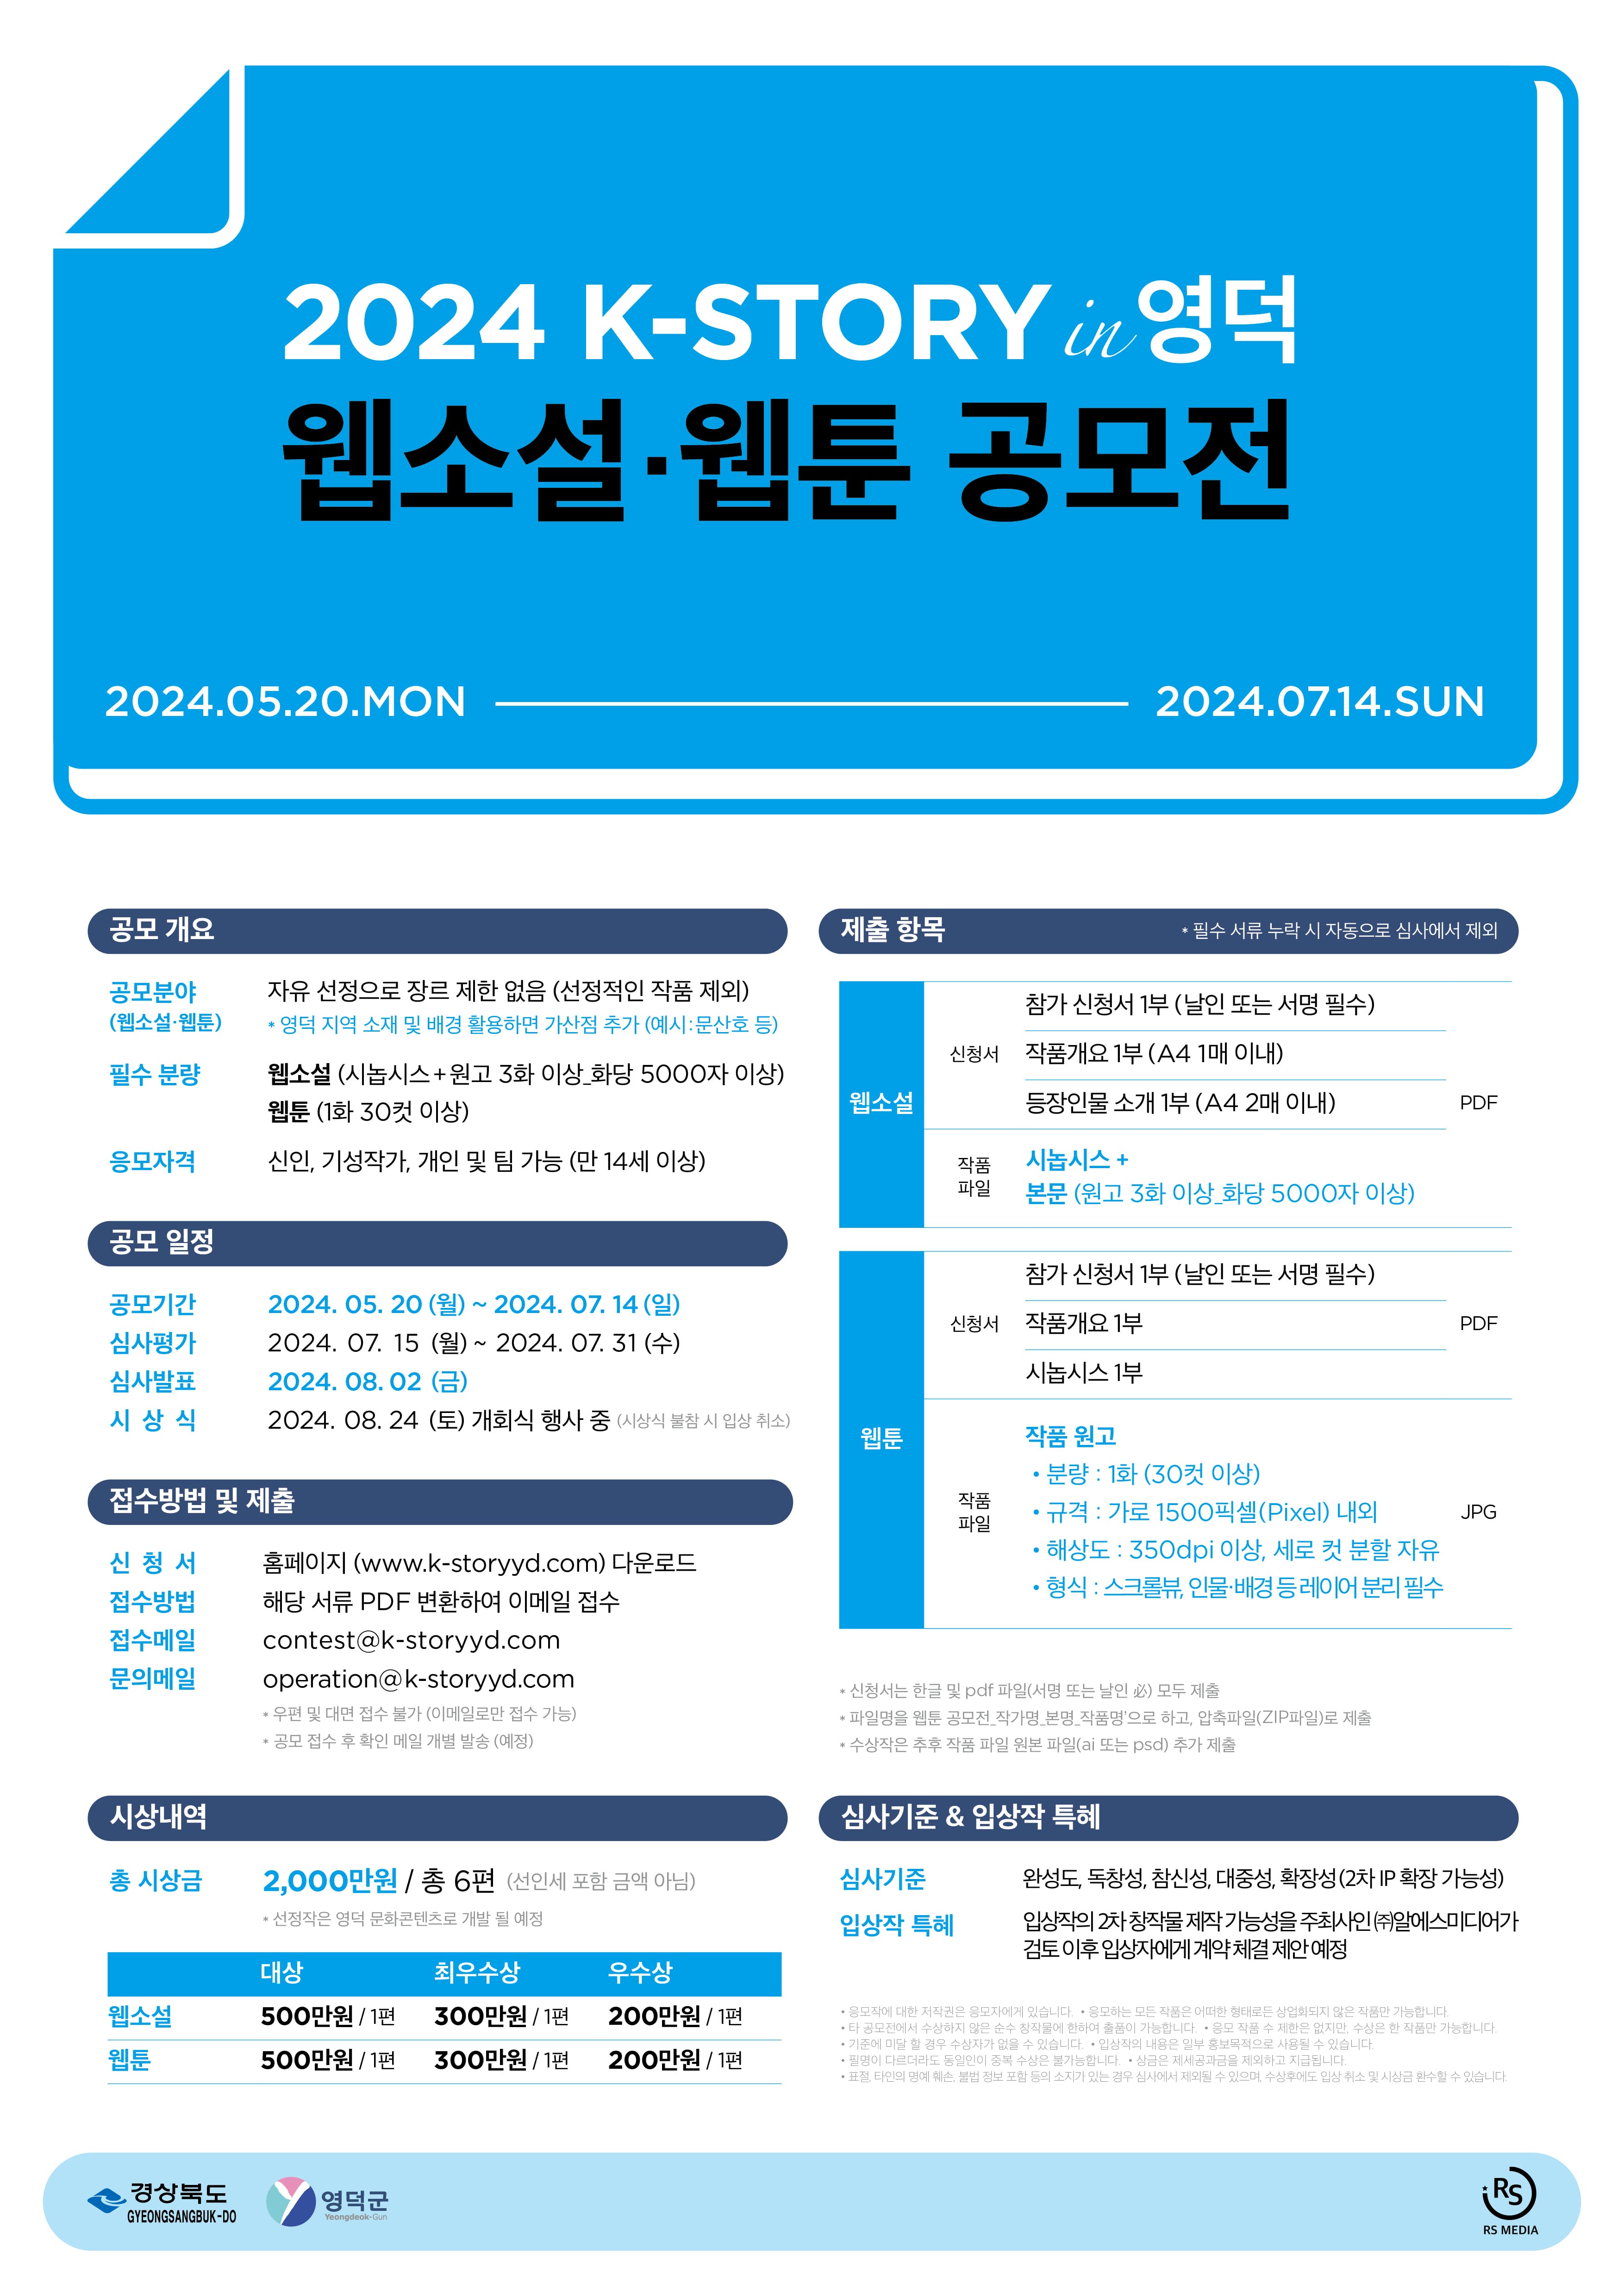 2024 K-STORY in 영덕
웹소설·웹툰 공모전
2024.05.20.MON
2024.07.14.SUN
공모 개요
공모분야 자유 선정으로 장르 제한 없음 (선정적인 작품 제외)
(웹소설·웹툰) * 영덕 지역 소재 및 배경 활용하면 가산점 추가 (예시:문산호 등)
필수 분량 웹소설 (시놉시스+원고 3화 이상_화당 5000자 이상)
웹툰 (1화 30컷 이상)
응모자격 신인, 기성작가, 개인 및 팀 가능 (만 14세 이상)
공모 일정
공모기간 2024. 05. 20 (월) ~ 2024. 07. 14 (일)
심사평가 2024. 07. 15 (월) ~ 2024. 07. 31 (수)
심사발표 2024. 08. 02 (금)
시 상 식 2024. 08. 24 (토) 개회식 행사 중 (시상식 불참 시 입상 취소)
접수방법 및 제출
신 청 서 홈페이지 (www.k-storyyd.com) 다운로드
접수방법 해당 서류 PDF 변환하여 이메일 접수
접수메일 contest@k-storyyd.com
문의메일 operation@k-storyyd.com
* 우편 및 대면 접수 불가 (이메일로만 접수 가능)
* 공모 접수 후 확인 메일 개별 발송 (예정)
시상내역
총 시상금 2,000만원 / 총 6편 (선인세 포함 금액 아님)
* 선정작은 영덕 문화콘텐츠로 개발 될 예정
대상 최우수상 우수상
웹소설 500만원 / 1편 300만원 / 1편 200만원 / 1편
웹툰 500만원 / 1편 300만원 / 1편 200만원 / 1편
제출 항목 * 필수 서류 누락 시 자동으로 심사에서 제외
웹소설
신청서
참가 신청서 1부 (날인 또는 서명 필수)
작품개요 1부 (A4 1매 이내)
등장인물 소개 1부 (A4 2매 이내)
PDF
작품
파일
시놉시스 +
본문 (원고 3화 이상_화당 5000자 이상)
웹툰
신청서
참가 신청서 1부 (날인 또는 서명 필수)
작품개요 1부
시놉시스 1부
PDF
작품
파일
작품 원고
• 분량 : 1화 (30컷 이상)
• 규격 : 가로 1500픽셀(Pixel) 내외
• 해상도 : 350dpi 이상, 세로 컷 분할 자유
• 형식 : 스크롤뷰, 인물·배경 등 레이어 분리 필수
JPG
* 신청서는 한글 및 pdf 파일(서명 또는 날인 必) 모두 제출
* 파일명을 웹툰 공모전_작가명_본명_작품명'으로 하고, 압축파일(ZIP파일)로 제출
* 수상작은 추후 작품 파일 원본 파일(ai 또는 psd) 추가 제출
심사기준 & 입상작 특혜
심사기준 완성도, 독창성, 참신성, 대중성, 확장성 (2차 IP 확장 가능성)
입상작 특혜 입상작의 2차 창작물 제작 가능성을 주최사인 ㈜알에스미디어가
검토 이후 입상자에게 계약 체결 제안 예정
• 응모작에 대한 저작권은 응모자에게 있습니다. • 응모하는 모든 작품은 어떠한 형태로든 상업화되지 않은 작품만 가능합니다.
• 타 공모전에서 수상하지 않은 순수 창작물에 한하여 출품이 가능합니다. • 응모 작품 수 제한은 없지만, 수상은 한 작품만 가능합니다.
• 기준에 미달 할 경우 수상자가 없을 수 있습니다. • 입상작의 내용은 일부 홍보목적으로 사용될 수 있습니다.
• 필명이 다르더라도 동일인이 중복 수상은 불가능합니다. • 상금은 제세공과금을 제외하고 지급됩니다.
• 표절, 타인의 명예 훼손, 불법 정보 포함 등의 소지가 있는 경우 심사에서 제외될 수 있으며, 수상후에도 입상 취소 및 시상금 환수할 수 있습니다.
경상북도
GYEONGSANGBUK-DO
영덕군
Yeongdeok-Gun
RS
RS MEDIA